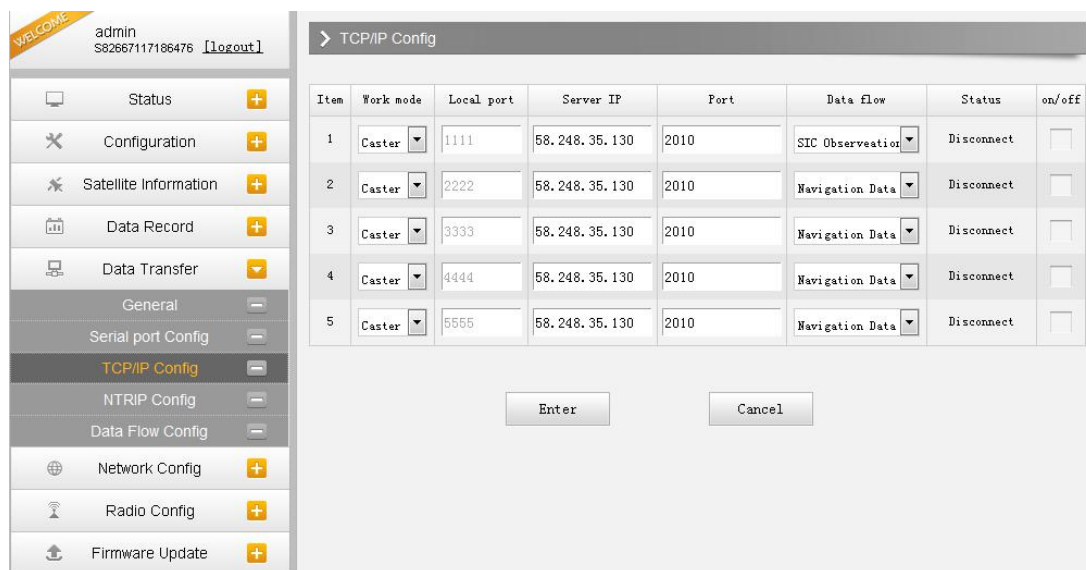 WELCOME
admin
S82667117186476 [logout]
Status
Configuration
Satellite Information
Data Record
Data Transfer
General
Serial port Config
TCP/IP Config
NTRIP Config
Data Flow Config
Network Config
Radio Config
Firmware Update
TCP/IP Config
Item Work mode Local port Server IP Port Data flow Status on/off
1 Caster 1111 58.248.35.130 2010 SIC Observeation Disconnect
2 Caster 2222 58.248.35.130 2010 Navigation Data Disconnect
3 Caster 3333 58.248.35.130 2010 Navigation Data Disconnect
4 Caster 4444 58.248.35.130 2010 Navigation Data Disconnect
5 Caster 5555 58.248.35.130 2010 Navigation Data Disconnect
Enter Cancel